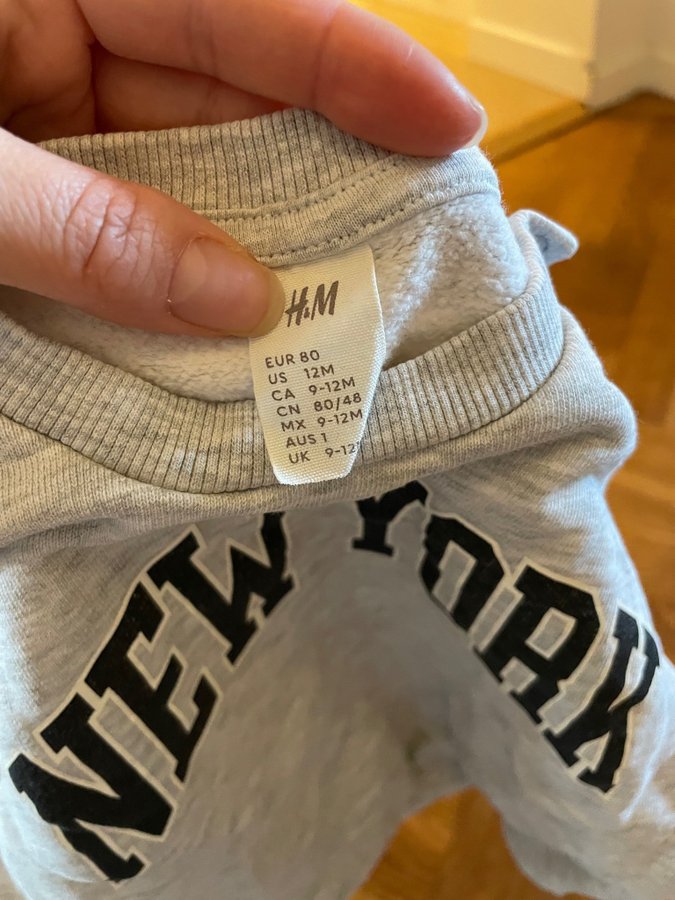 H&M
EUR 80
US 12M
CA 9-12M
CN 80/48
MX 9-12M
AUS 1
UK 9-12
NEW YORK